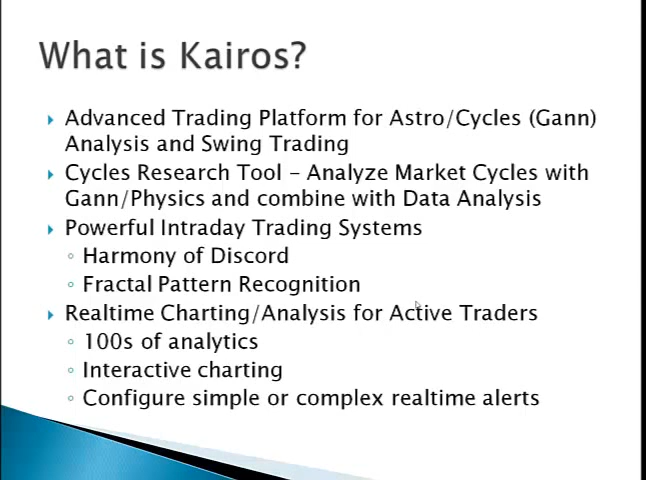 What is Kairos?
Advanced Trading Platform for Astro/Cycles (Gann)
Analysis and Swing Trading
Cycles Research Tool – Analyze Market Cycles with
Gann/Physics and combine with Data Analysis
Powerful Intraday Trading Systems
Harmony of Discord
Fractal Pattern Recognition
Realtime Charting/Analysis for Active Traders
100s of analytics
Interactive charting
Configure simple or complex realtime alerts